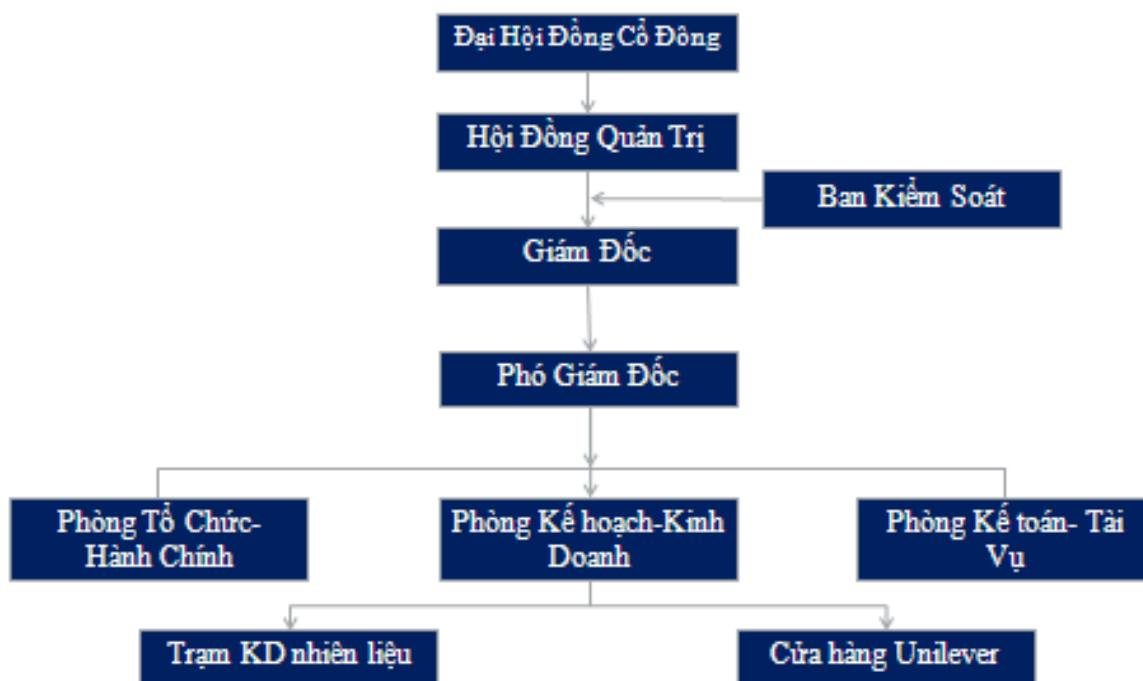 Đại Hội Đồng Cổ Đông
Hội Đồng Quản Trị
Ban Kiểm Soát
Giám Đốc
Phó Giám Đốc
Phòng Tổ Chức-
Hành Chính
Phòng Kế hoạch-Kinh
Doanh
Phòng Kế toán- Tài
Vụ
Trạm KD nhiên liệu
Cửa hàng Unilever